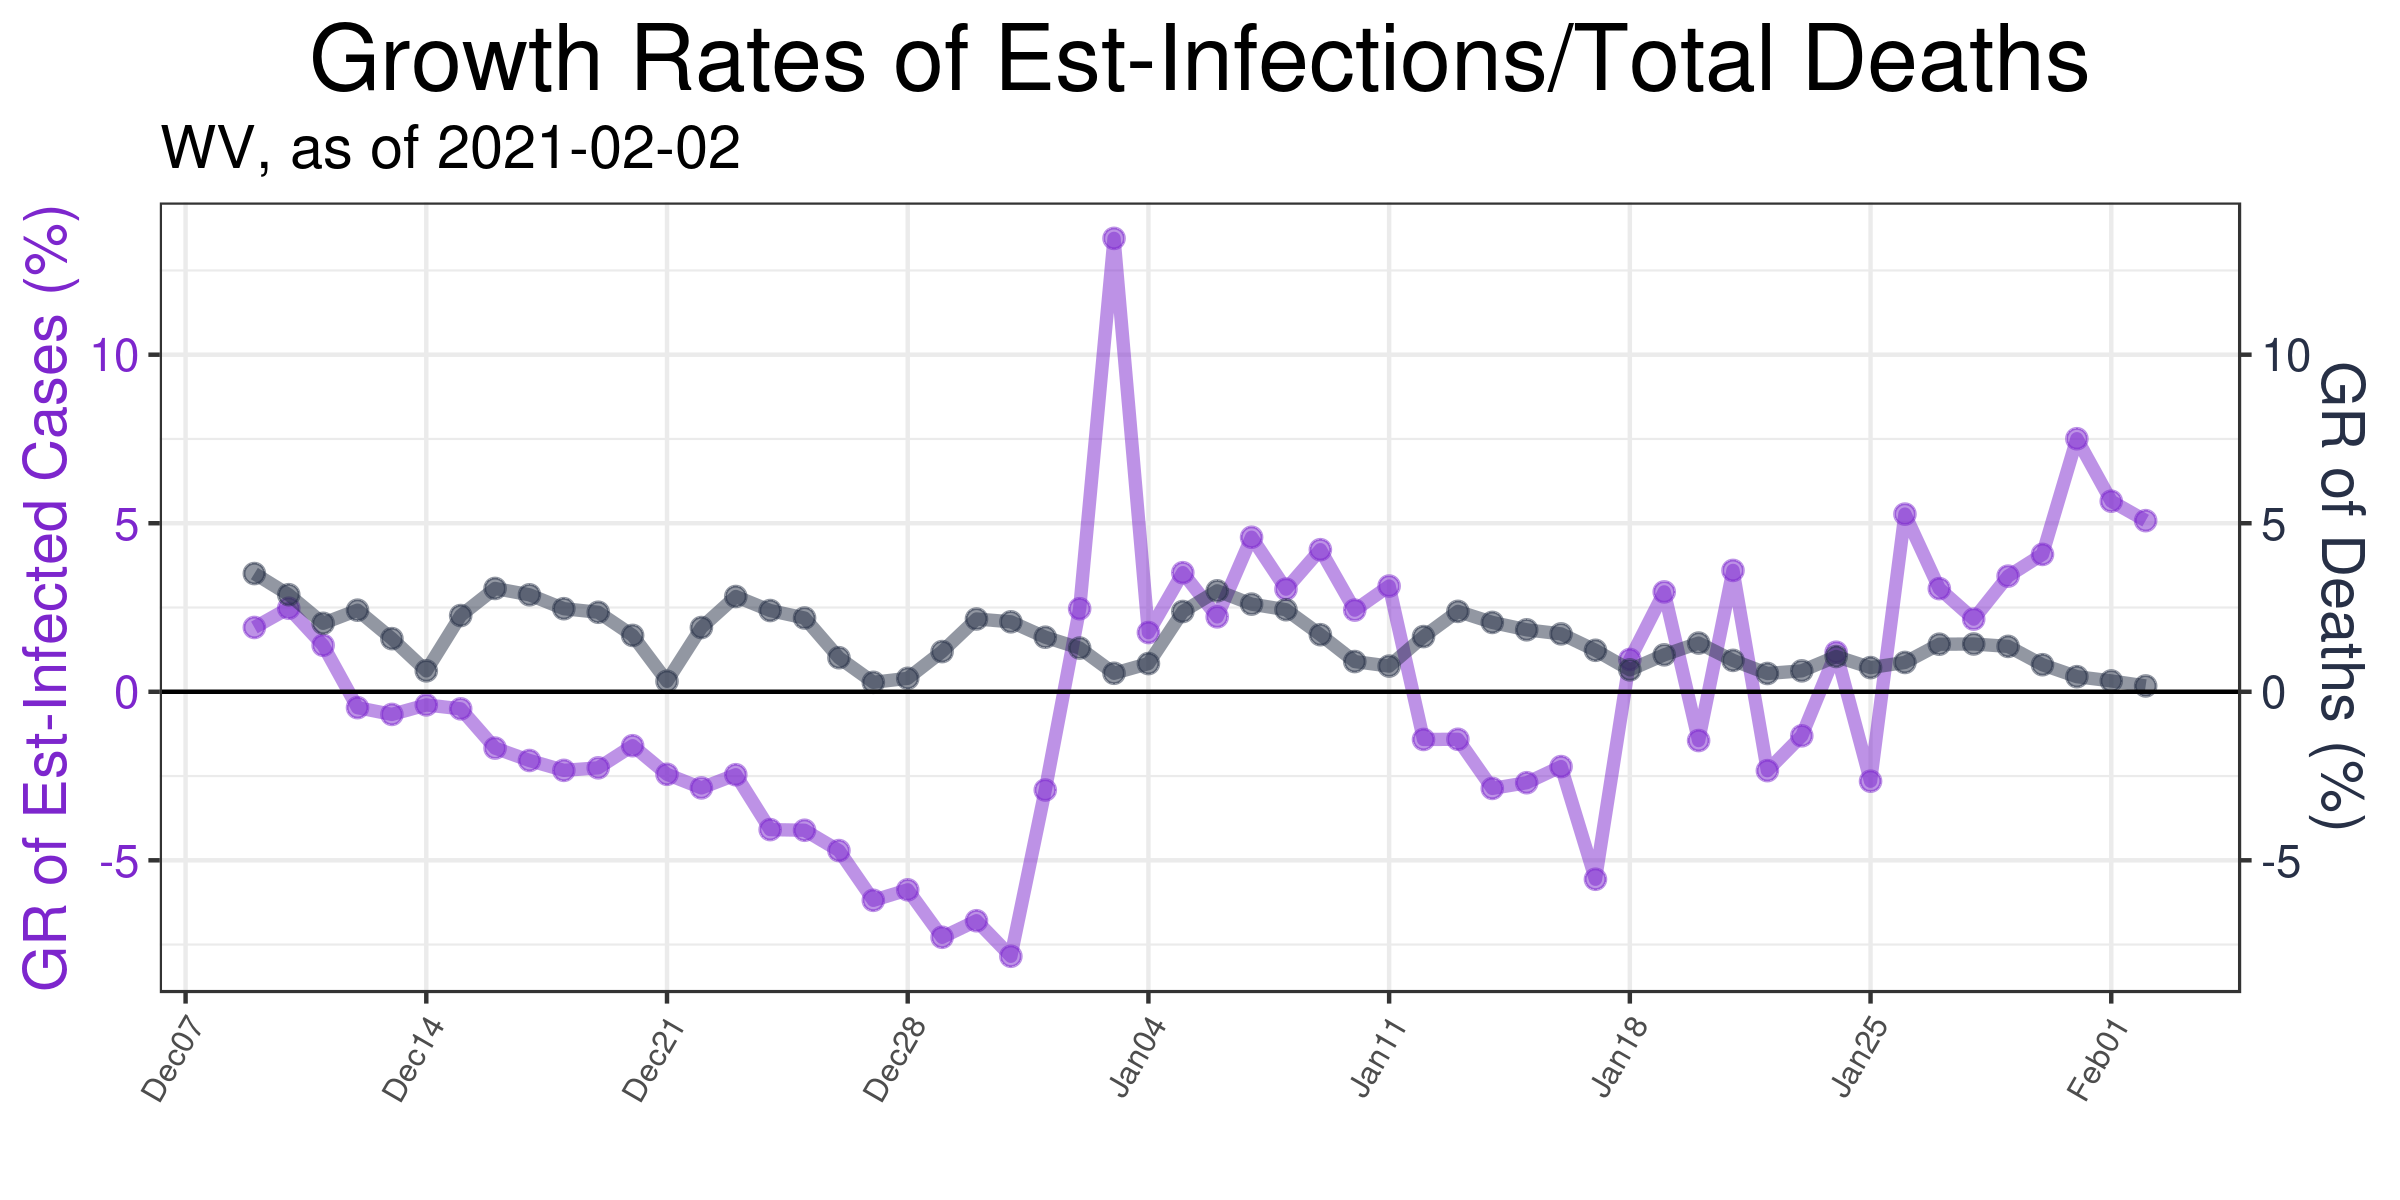 Growth Rates of Est-Infections/Total Deaths
WV, as of 2021-02-02
GR of Est-Infected Cases (%)
10
5
0
-5
10
5
0
-5
GR of Deaths (%)
Dec07
Dec14
Dec21
Dec28
Jan04
Jan11
Jan18
Jan25
Feb01